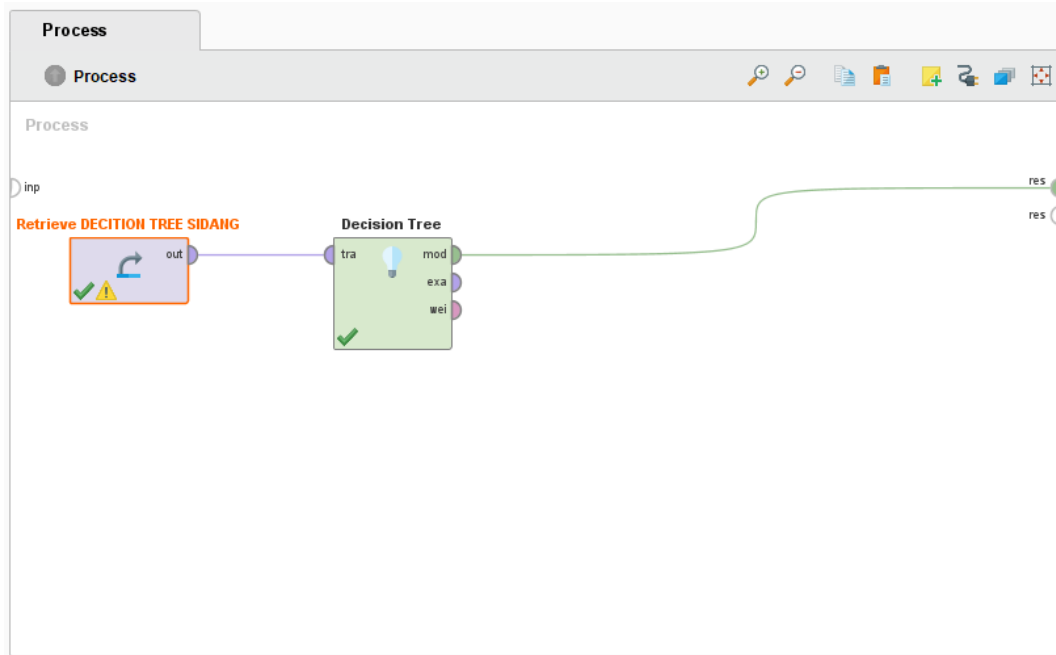 Process
Process
Process
inp
res
res
Retrieve DECITION TREE SIDANG
Decision Tree
out
tra
mod
exa
wei